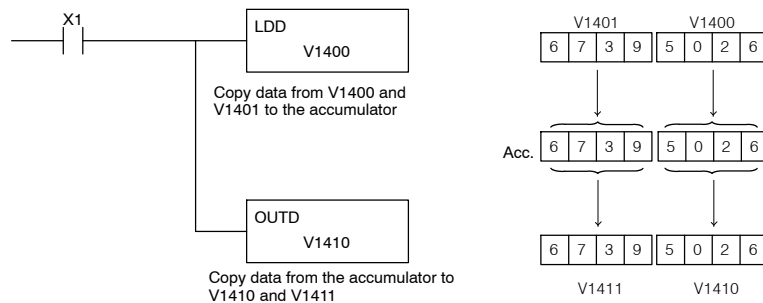 X1
LDD
V1400
Copy data from V1400 and
V1401 to the accumulator
OUTD
V1410
Copy data from the accumulator to
V1410 and V1411
V1401 V1400
6 7 3 9 5 0 2 6
Acc. 6 7 3 9 5 0 2 6
6 7 3 9 5 0 2 6
V1411 V1410